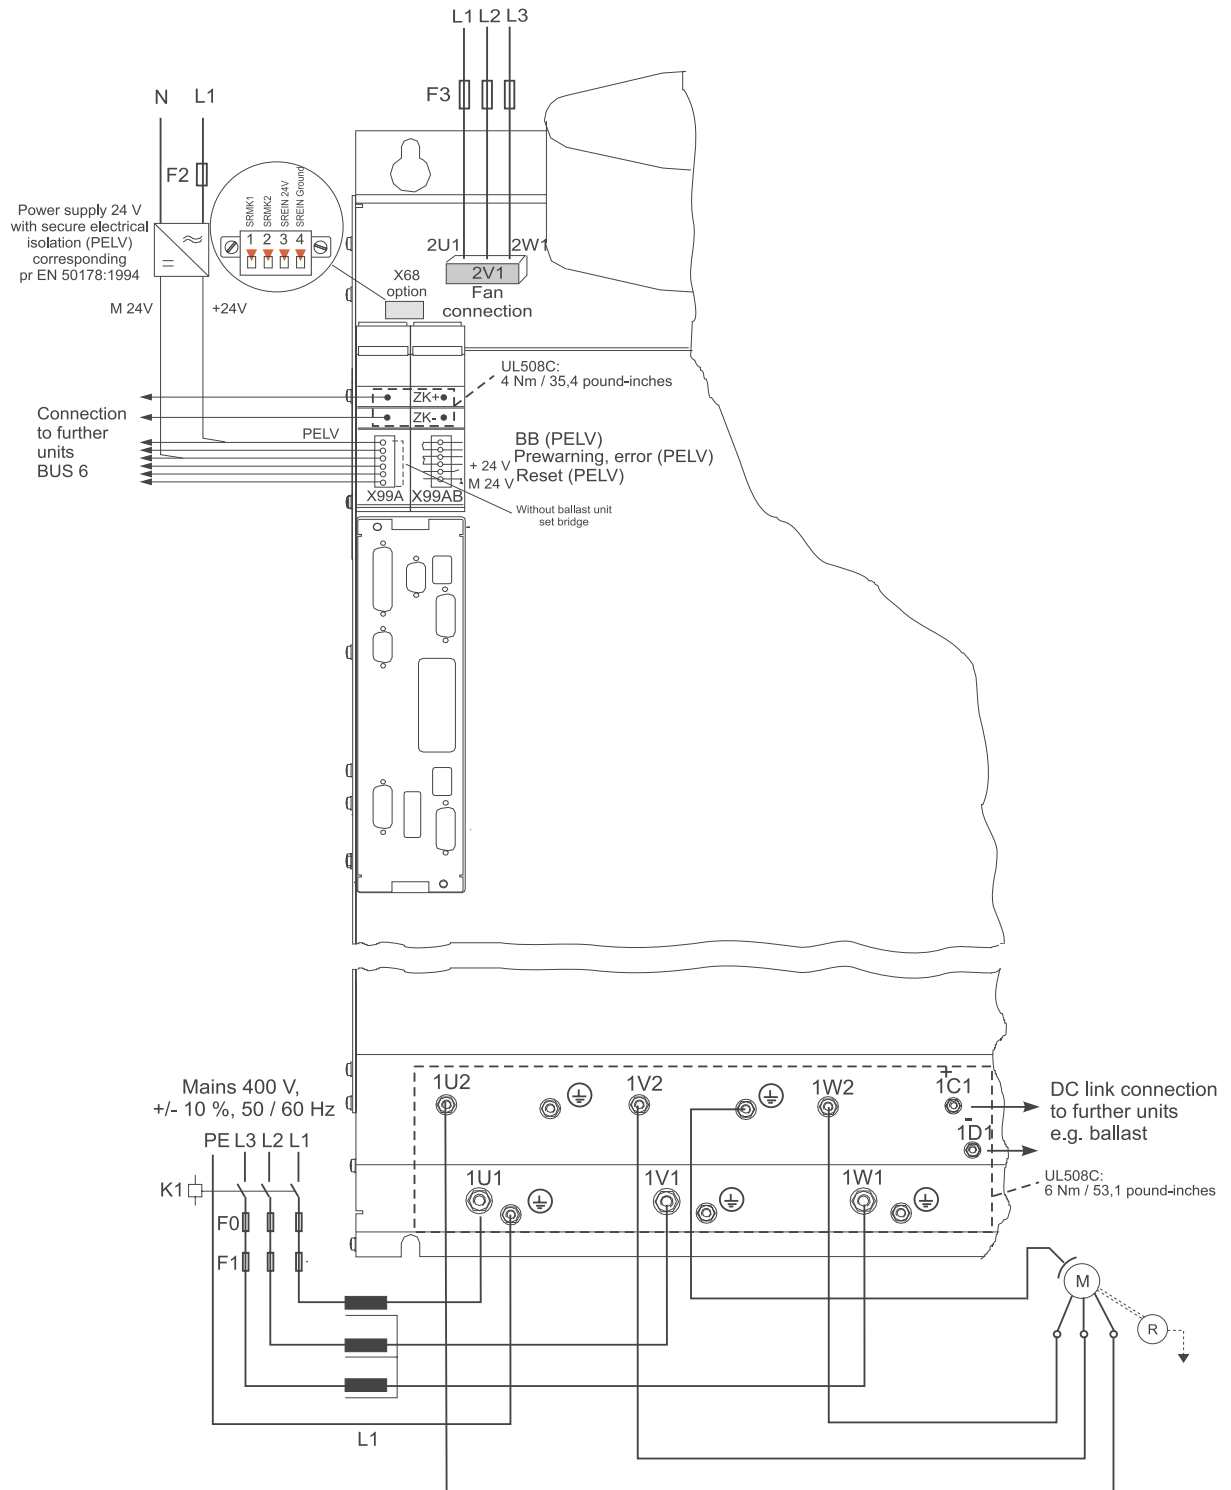 L1 L2 L3
F3
N L1
F2
Power supply 24 V
with secure electrical
isolation (PELV)
corresponding
pr EN 50178:1994
SRMK1
SRMK2
SREIN 24V
SREIN Ground
1 2 3 4
2U1 2W1
2V1
Fan
connection
X68
option
M 24V +24V
UL508C:
4 Nm / 35,4 pound-inches
ZK+
ZK-
Connection
to further
units
BUS 6
PELV
BB (PELV)
Prewarning, error (PELV)
+ 24 V Reset (PELV)
M 24 V
X99A X99AB
Without ballast unit
set bridge
Mains 400 V,
+/- 10 %, 50 / 60 Hz
PE L3 L2 L1
K1
F0
F1
1U2 1V2 1W2 + 1C1
- 1D1
DC link connection
to further units
e.g. ballast
1U1 1V1 1W1
UL508C:
6 Nm / 53,1 pound-inches
M
R
L1